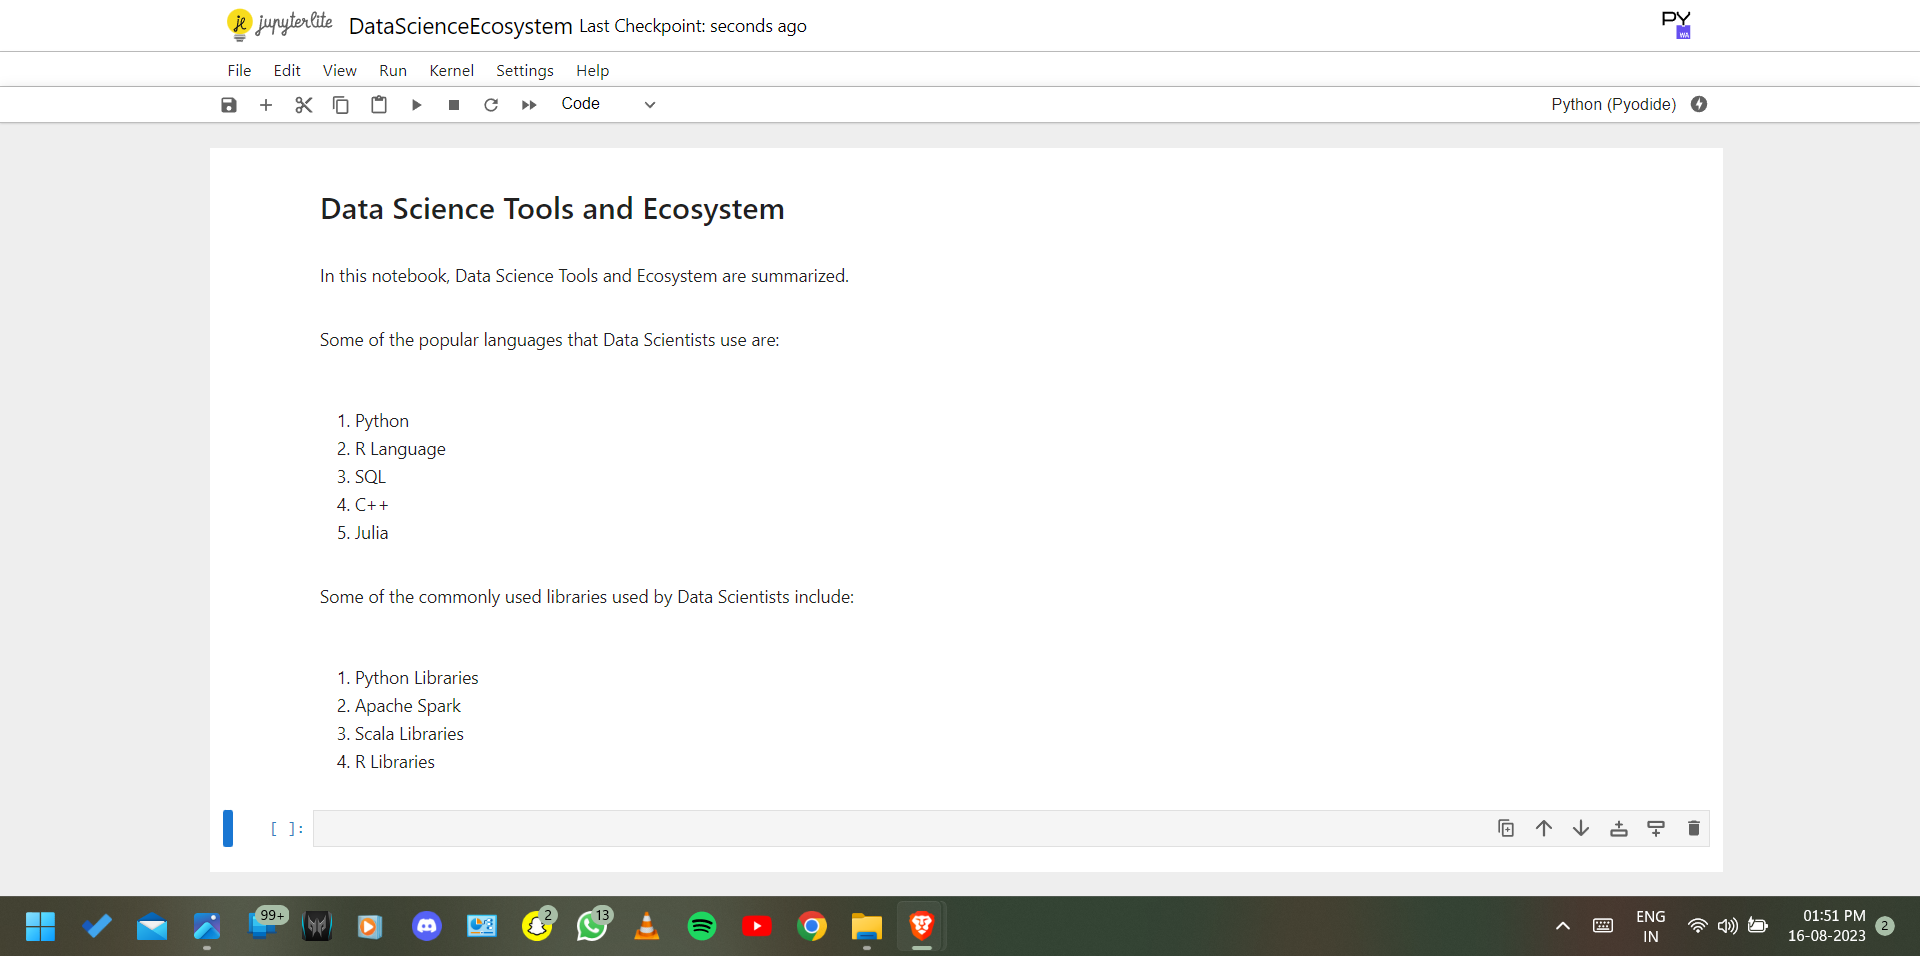 jupyterlite DataScienceEcosystem Last Checkpoint: seconds ago PY WA
File Edit View Run Kernel Settings Help
Code Python (Pyodide)
Data Science Tools and Ecosystem
In this notebook, Data Science Tools and Ecosystem are summarized.
Some of the popular languages that Data Scientists use are:
1. Python
2. R Language
3. SQL
4. C++
5. Julia
Some of the commonly used libraries used by Data Scientists include:
1. Python Libraries
2. Apache Spark
3. Scala Libraries
4. R Libraries
[ ]:
99+ 2 13
ENG
IN
01:51 PM
16-08-2023
2